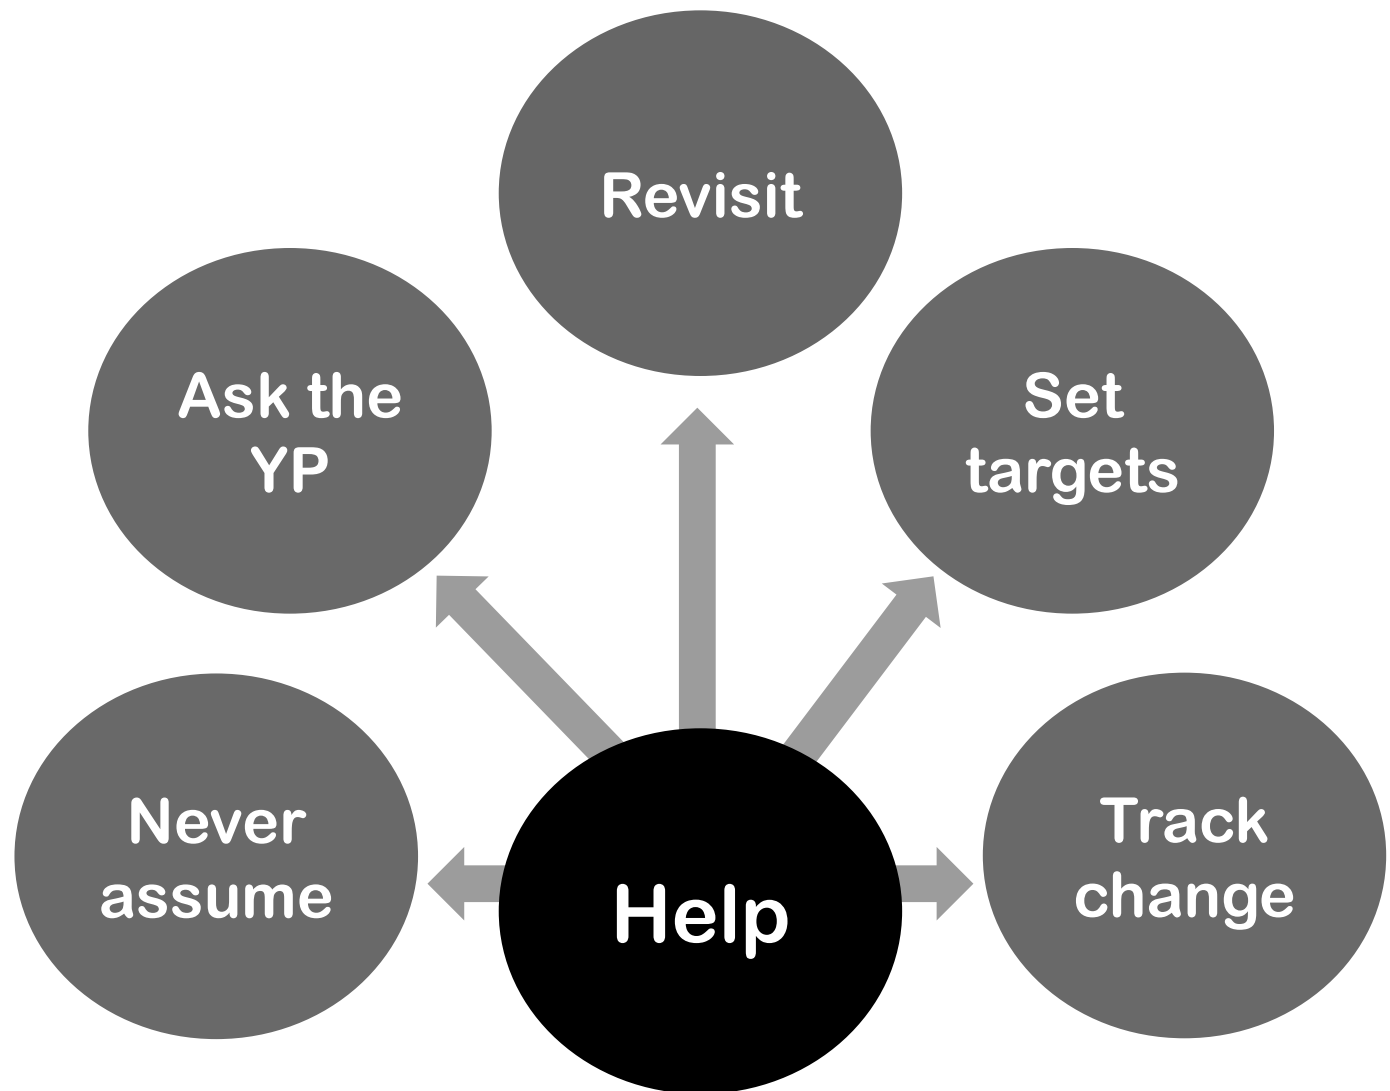 Revisit
Ask the
YP
Set
targets
Never
assume
Track
change
Help